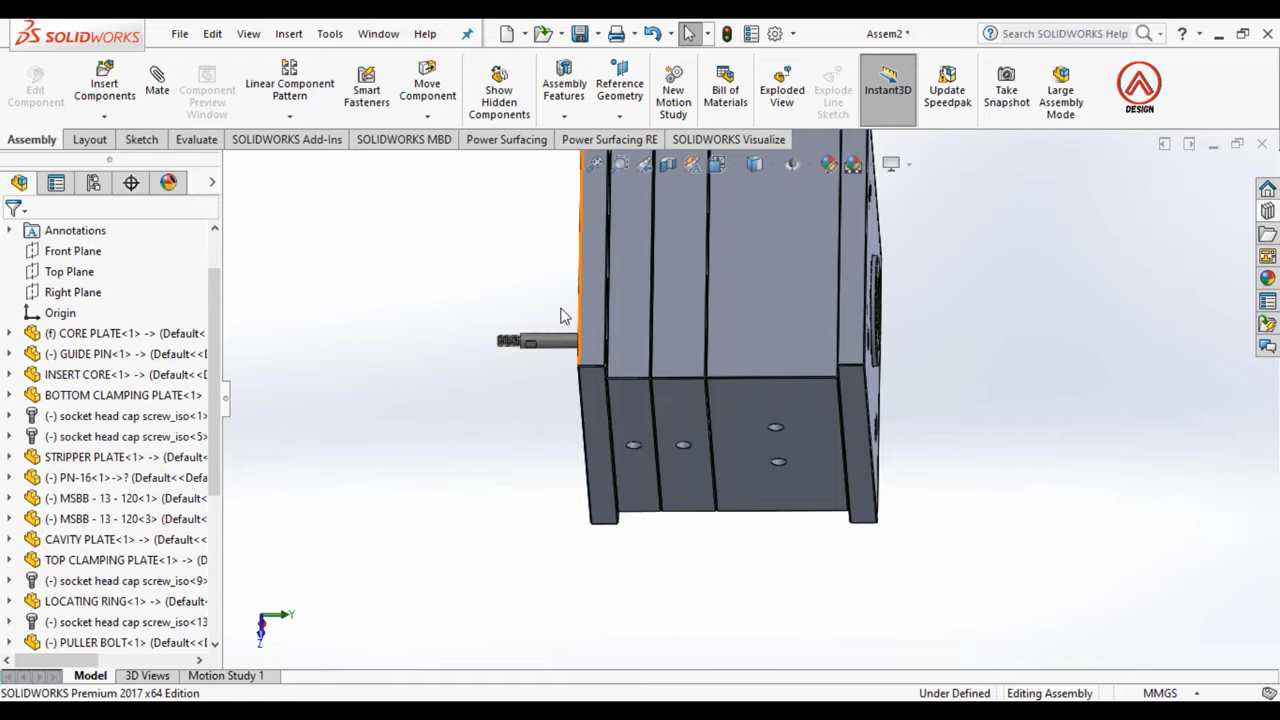 SOLIDWORKS File Edit View Insert Tools Window Help Assem2 * Search SOLIDWORKS Help
Edit Component
Insert Components
Mate
Component Preview Window
Linear Component Pattern
Smart Fasteners
Move Component
Show Hidden Components
Assembly Features
Reference Geometry
New Motion Study
Bill of Materials
Exploded View
Explode Line Sketch
Instant3D
Update Speedpak
Take Snapshot
Large Assembly Mode
DESIGN
Assembly Layout Sketch Evaluate SOLIDWORKS Add-Ins SOLIDWORKS MBD Power Surfacing Power Surfacing RE SOLIDWORKS Visualize
Annotations
Front Plane
Top Plane
Right Plane
Origin
(f) CORE PLATE<1> -> (Default<
(-) GUIDE PIN<1> -> (Default<<D
INSERT CORE<1> -> (Default<<D
BOTTOM CLAMPING PLATE<1>
(-) socket head cap screw_iso<1>
(-) socket head cap screw_iso<5>
STRIPPER PLATE<1> -> (Default<
(-) PN-16<1>->? (Default<<Defa
(-) MSBB - 13 - 120<1> (Default<
(-) MSBB - 13 - 120<3> (Default<
CAVITY PLATE<1> -> (Default<<D
TOP CLAMPING PLATE<1> -> (D
(-) socket head cap screw_iso<9>
LOCATING RING<1> -> (Default<
(-) socket head cap screw_iso<13
(-) PULLER BOLT<1> (Default<<D
Y
Z
Model 3D Views Motion Study 1
SOLIDWORKS Premium 2017 x64 Edition Under Defined Editing Assembly MMGS